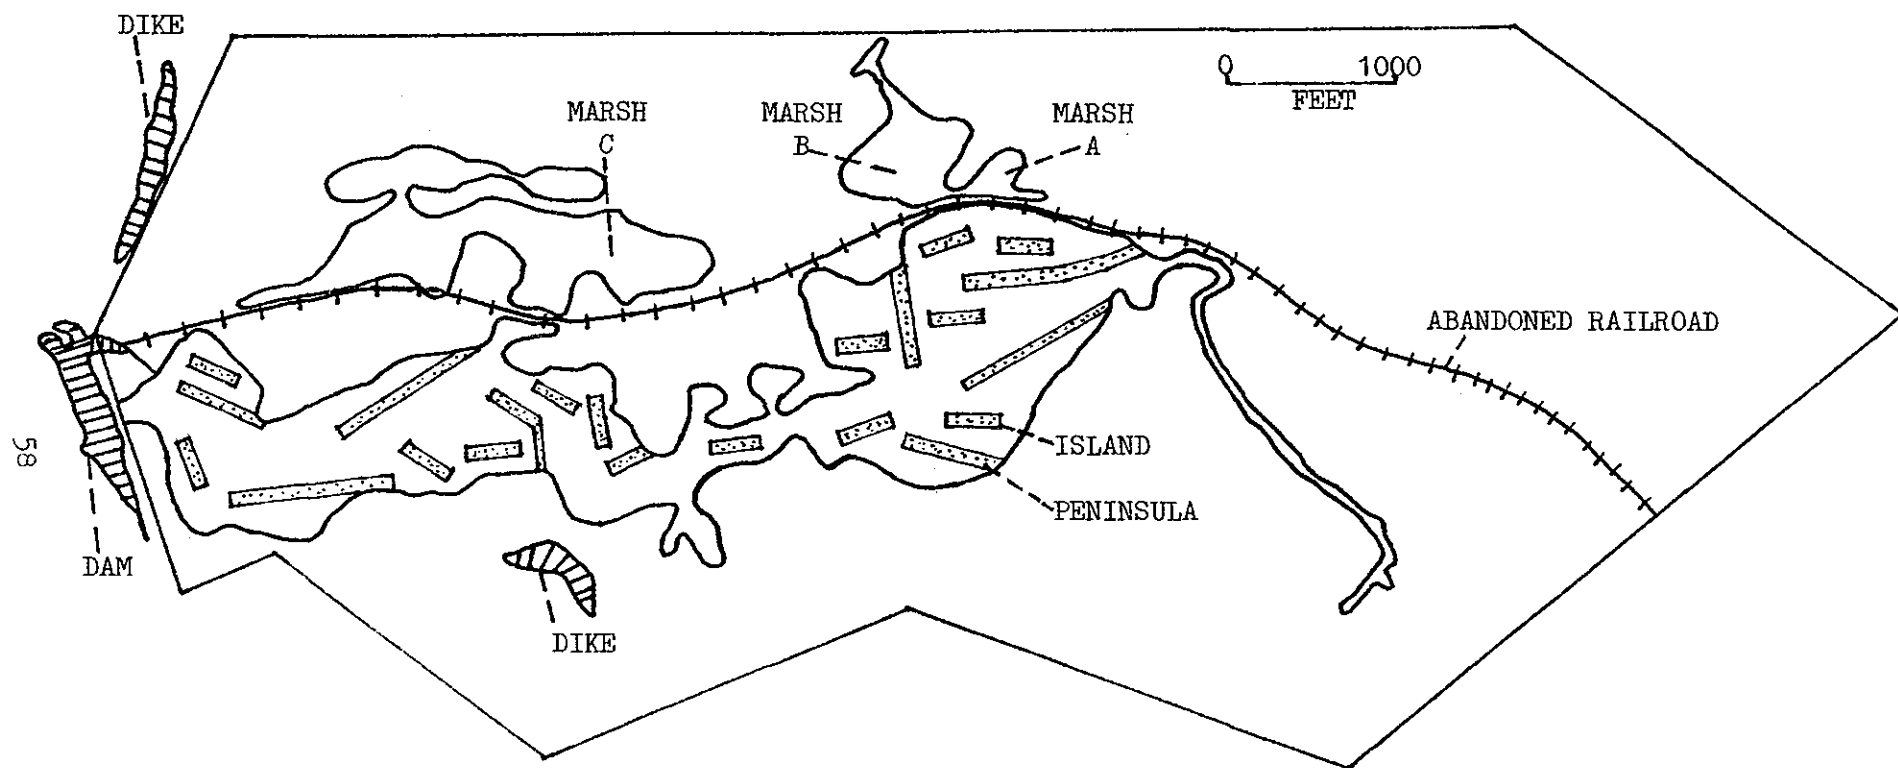 DIKE
0 1000
FEET
MARSH
C
MARSH
B
MARSH
A
ABANDONED RAILROAD
ISLAND
PENINSULA
58
DAM
DIKE